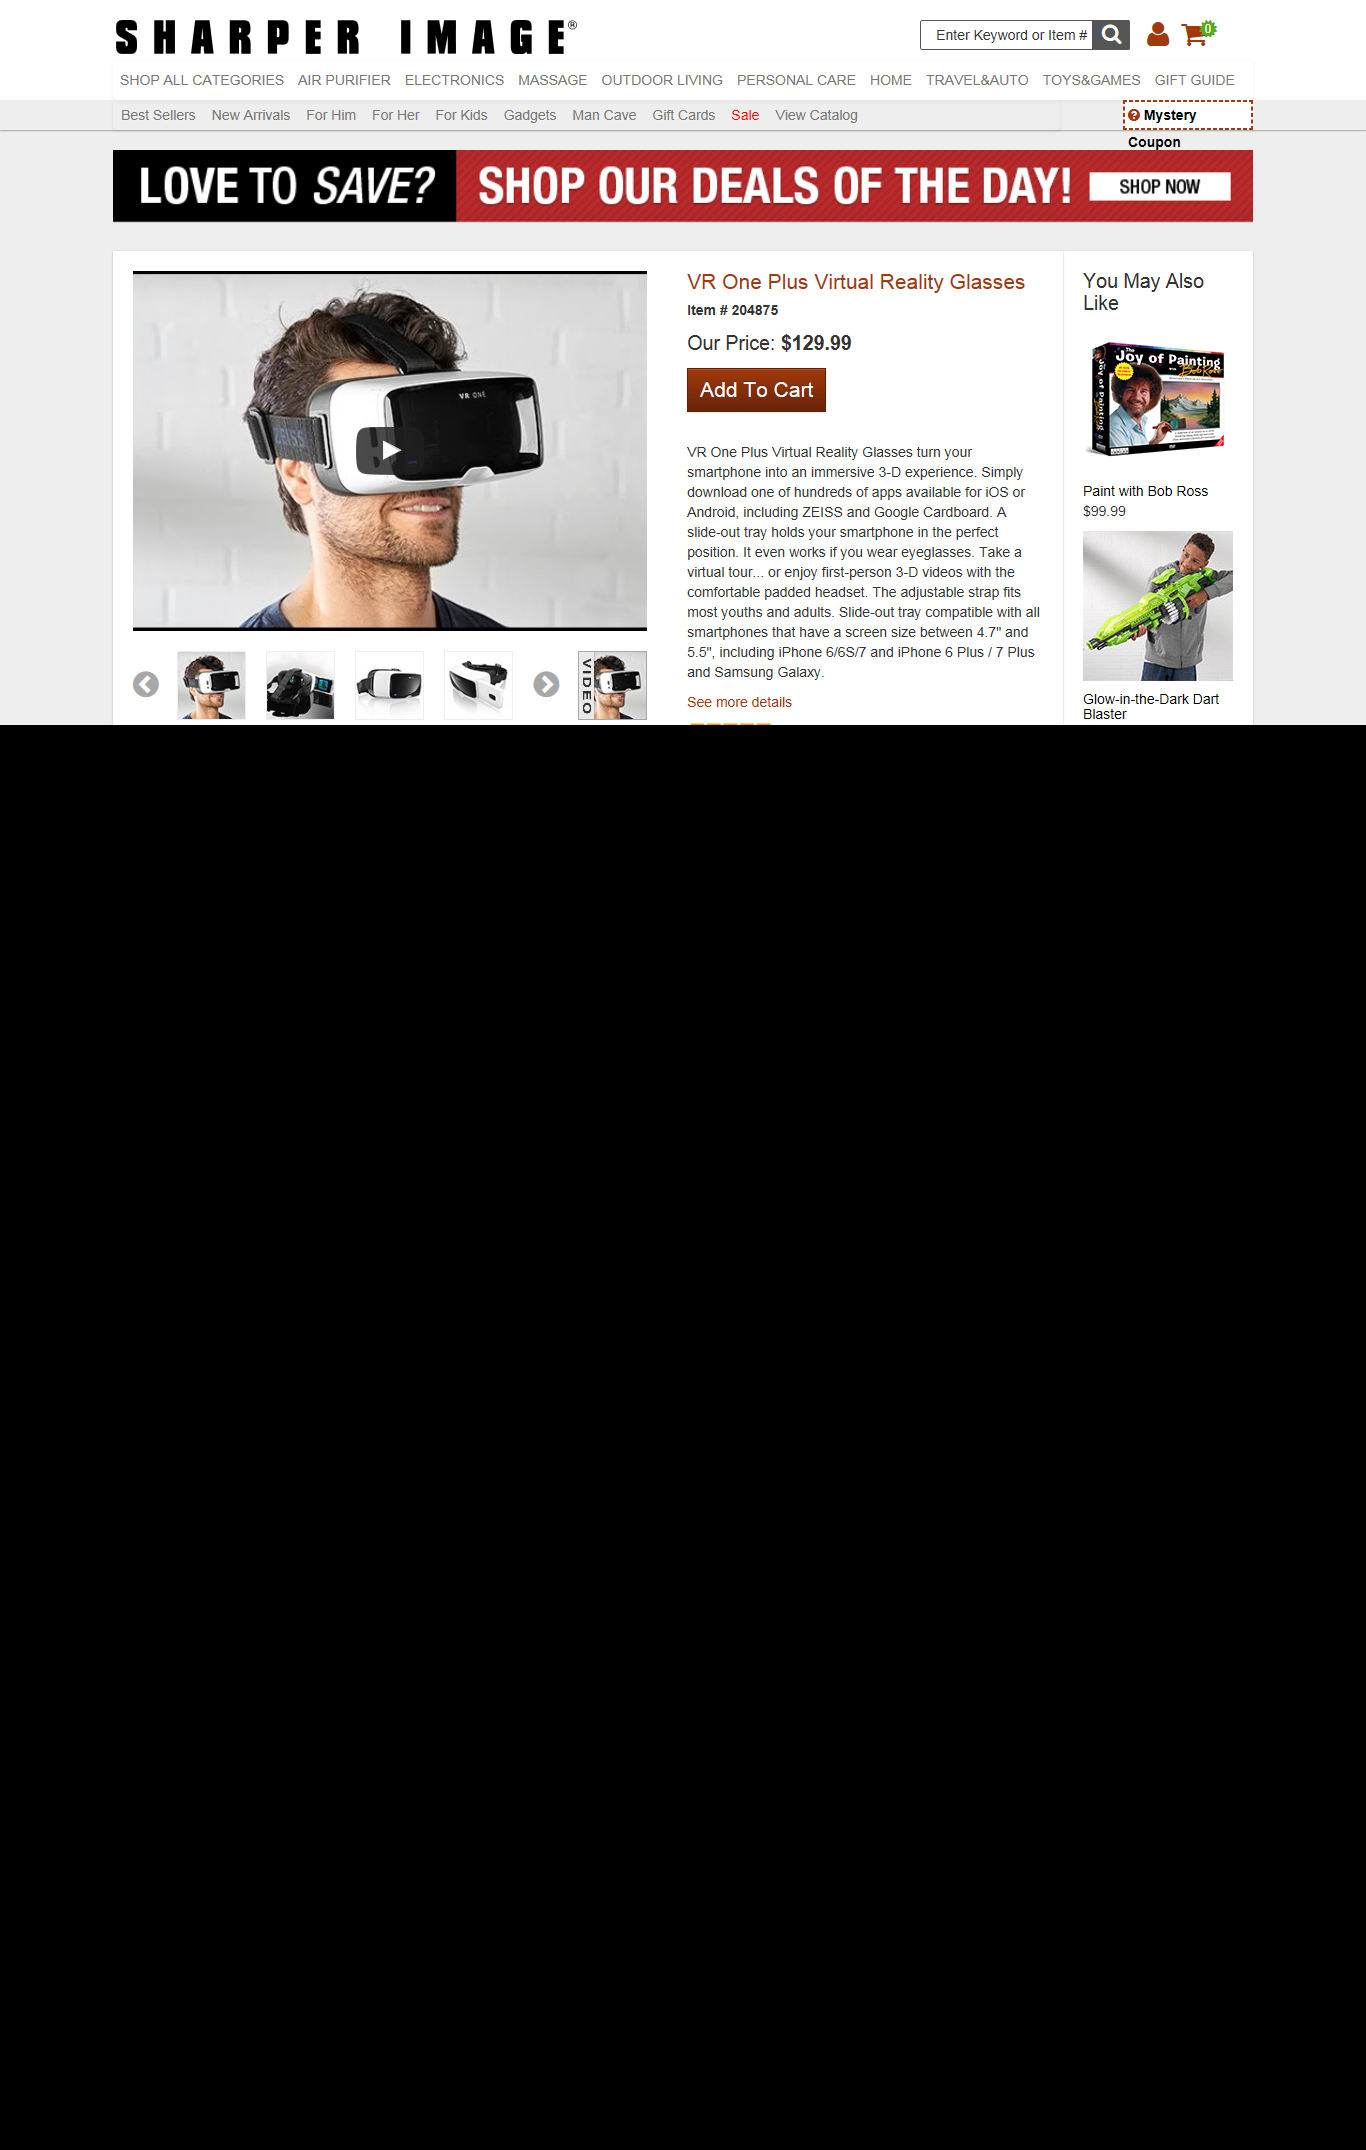 SHARPER IMAGE®
Enter Keyword or Item #
0
SHOP ALL CATEGORIES AIR PURIFIER ELECTRONICS MASSAGE OUTDOOR LIVING PERSONAL CARE HOME TRAVEL&AUTO TOYS&GAMES GIFT GUIDE
Best Sellers New Arrivals For Him For Her For Kids Gadgets Man Cave Gift Cards Sale View Catalog
Mystery
Coupon
LOVE TO SAVE? SHOP OUR DEALS OF THE DAY! SHOP NOW
VR ONE
ZEISS
VIDEO
VR One Plus Virtual Reality Glasses
Item # 204875
Our Price: $129.99
Add To Cart
VR One Plus Virtual Reality Glasses turn your
smartphone into an immersive 3-D experience. Simply
download one of hundreds of apps available for iOS or
Android, including ZEISS and Google Cardboard. A
slide-out tray holds your smartphone in the perfect
position. It even works if you wear eyeglasses. Take a
virtual tour... or enjoy first-person 3-D videos with the
comfortable padded headset. The adjustable strap fits
most youths and adults. Slide-out tray compatible with all
smartphones that have a screen size between 4.7" and
5.5", including iPhone 6/6S/7 and iPhone 6 Plus / 7 Plus
and Samsung Galaxy.
See more details
You May Also
Like
The
Joy of Painting
with Bob Ross
Joy of Painting
Paint with Bob Ross
$99.99
Glow-in-the-Dark Dart
Blaster